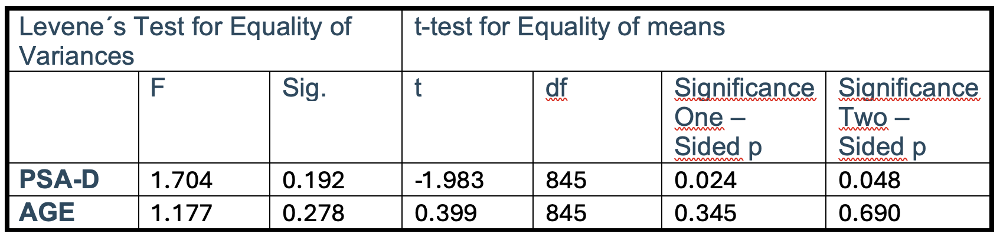 Levene´s Test for Equality of
Variances
t-test for Equality of means
F
Sig.
t
df
Significance
One –
Sided p
Significance
Two –
Sided p
PSA-D 1.704 0.192 -1.983 845 0.024 0.048
AGE 1.177 0.278 0.399 845 0.345 0.690